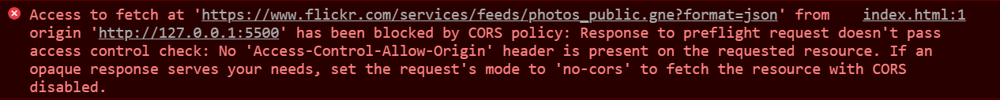 Access to fetch at 'https://www.flickr.com/services/feeds/photos_public.gne?format=json' from index.html:1
origin 'http://127.0.0.1:5500' has been blocked by CORS policy: Response to preflight request doesn't pass
access control check: No 'Access-Control-Allow-Origin' header is present on the requested resource. If an
opaque response serves your needs, set the request's mode to 'no-cors' to fetch the resource with CORS
disabled.